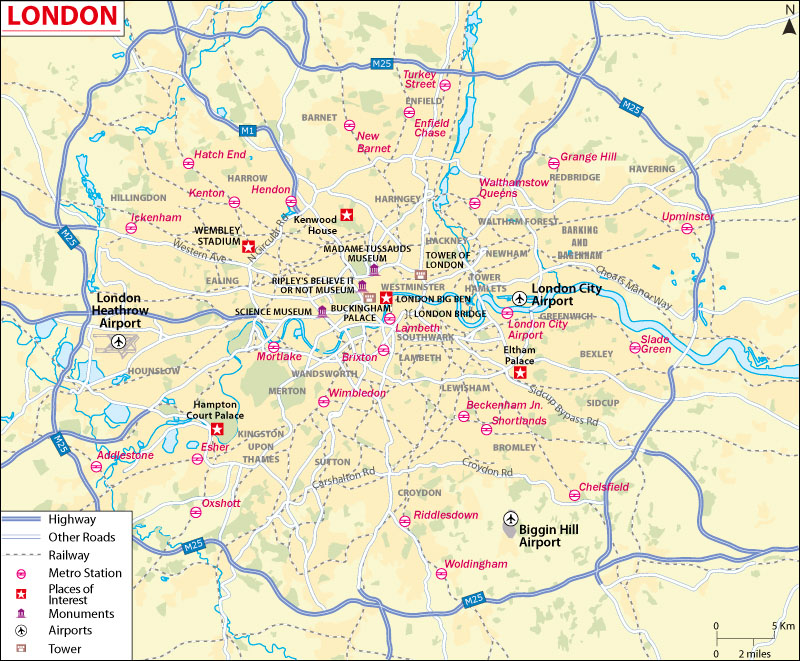 LONDON
N
M25
Turkey
Street
ENFIELD
M25
BARNET
Enfield
Chase
M1
New
Barnet
Hatch End
Grange Hill
HARROW
REDBRIDGE
HAVERING
Kenton
Hendon
Walthamstow
Queens
HILLINGDON
HARINGEY
Ickenham
Kenwood
House
WALTHAM FOREST
Upminster
M25
WEMBLEY
STADIUM
N Circular Rd
BARKING
AND
DARENHAM
Western Ave
MADAME TUSSAUDS
MUSEUM
HACKNEY
TOWER OF
LONDON
NEWHAM
EALING
RIPLEY'S BELIEVE IT
OR NOT MUSEUM
WESTMINSTER
TOWER
HAMLETS
Choats Manorway
London City
Airport
London
Heathrow
Airport
LONDON BIG BEN
SCIENCE MUSEUM
BUCKINGHAM
PALACE
LONDON BRIDGE
GREENWICH
Lambeth
London City
Airport
SOUTHWARK
Mortlake
Brixton
LAMBETH
Eltham
Palace
BEXLEY
Slade
Green
HOUNSLOW
WANDSWORTH
MERTON
Wimbledon
LEWISHAM
Sidcup Bypass Rd
SIDCUP
Hampton
Court Palace
Beckenham Jn.
Shortlands
KINGSTON
UPON
THAMES
M25
BROMLEY
Addlestone
Esher
SUTTON
Carshalton Rd
Croydon Rd
Oxshott
CROYDON
Chelsfield
Riddlesdown
Biggin Hill
Airport
M25
Woldingham
M25
Highway
Other Roads
Railway
Metro Station
Places of
Interest
Monuments
Airports
Tower
0
5 Km
0
2 miles